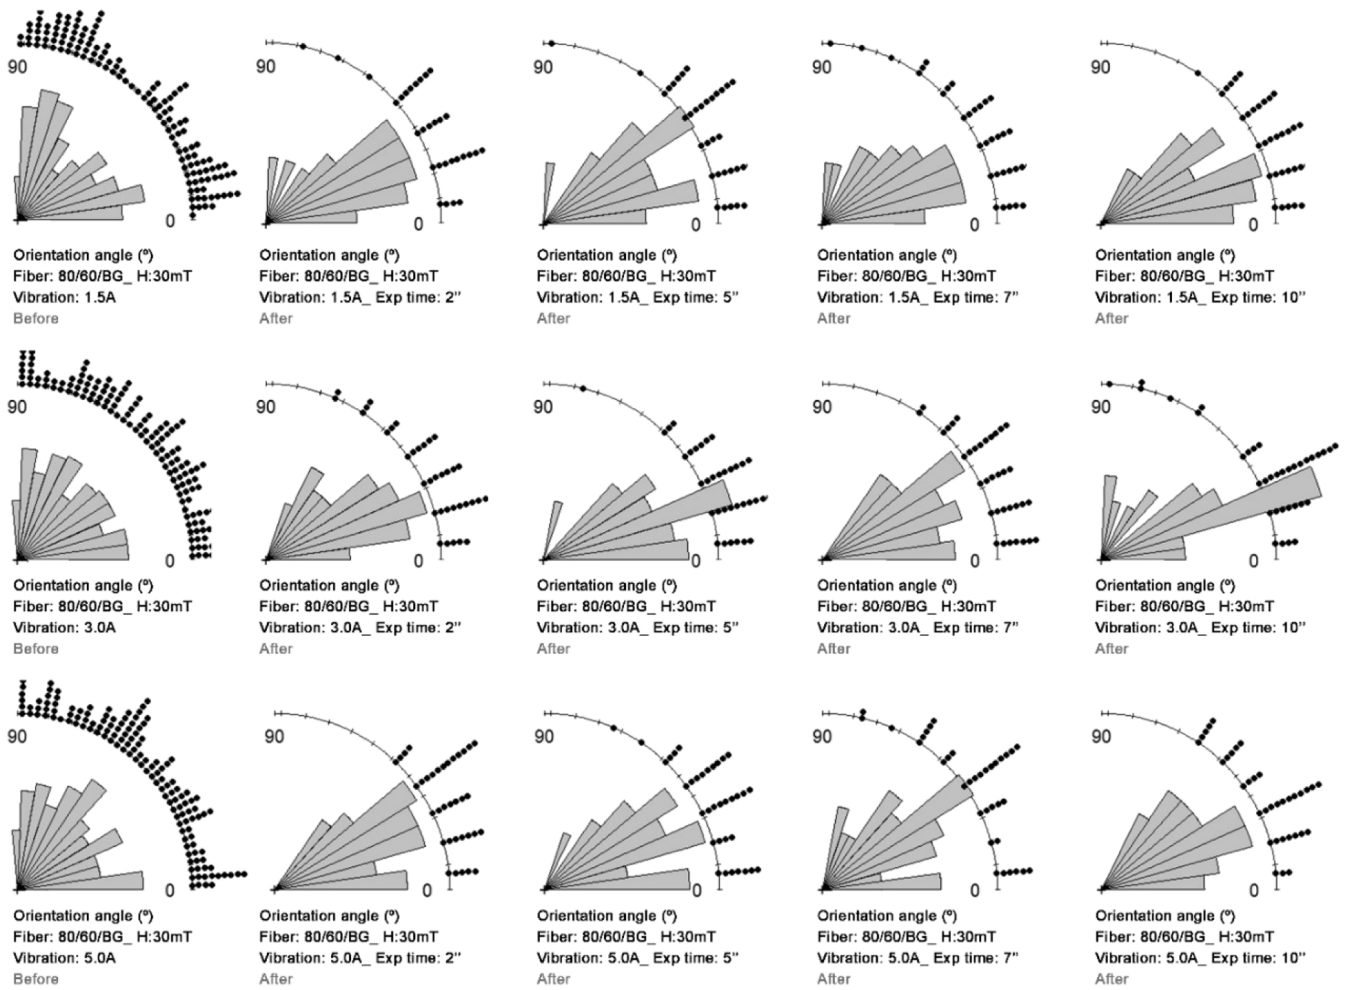 90
0
Orientation angle (º)
Fiber: 80/60/BG_ H:30mT
Vibration: 1.5A
Before
90
0
Orientation angle (º)
Fiber: 80/60/BG_ H:30mT
Vibration: 1.5A_ Exp time: 2''
After
90
0
Orientation angle (º)
Fiber: 80/60/BG_ H:30mT
Vibration: 1.5A_ Exp time: 5''
After
90
0
Orientation angle (º)
Fiber: 80/60/BG_ H:30mT
Vibration: 1.5A_ Exp time: 7''
After
90
0
Orientation angle (º)
Fiber: 80/60/BG_ H:30mT
Vibration: 1.5A_ Exp time: 10''
After
90
0
Orientation angle (º)
Fiber: 80/60/BG_ H:30mT
Vibration: 3.0A
Before
90
0
Orientation angle (º)
Fiber: 80/60/BG_ H:30mT
Vibration: 3.0A_ Exp time: 2''
After
90
0
Orientation angle (º)
Fiber: 80/60/BG_ H:30mT
Vibration: 3.0A_ Exp time: 5''
After
90
0
Orientation angle (º)
Fiber: 80/60/BG_ H:30mT
Vibration: 3.0A_ Exp time: 7''
After
90
0
Orientation angle (º)
Fiber: 80/60/BG_ H:30mT
Vibration: 3.0A_ Exp time: 10''
After
90
0
Orientation angle (º)
Fiber: 80/60/BG_ H:30mT
Vibration: 5.0A
Before
90
0
Orientation angle (º)
Fiber: 80/60/BG_ H:30mT
Vibration: 5.0A_ Exp time: 2''
After
90
0
Orientation angle (º)
Fiber: 80/60/BG_ H:30mT
Vibration: 5.0A_ Exp time: 5''
After
90
0
Orientation angle (º)
Fiber: 80/60/BG_ H:30mT
Vibration: 5.0A_ Exp time: 7''
After
90
0
Orientation angle (º)
Fiber: 80/60/BG_ H:30mT
Vibration: 5.0A_ Exp time: 10''
After